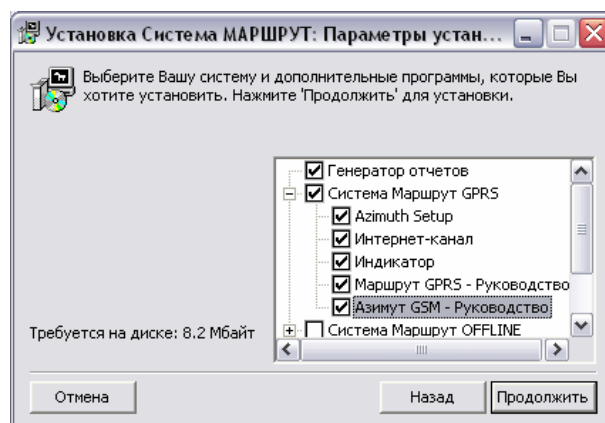 Установка Система МАРШРУТ: Параметры устан...
Выберите Вашу систему и дополнительные программы, которые Вы
хотите установить. Нажмите 'Продолжить' для установки.
Генератор отчетов
Система Маршрут GPRS
Azimuth Setup
Интернет-канал
Индикатор
Маршрут GPRS - Руководство
Азимут GSM - Руководство
Система Маршрут OFFLINE
Требуется на диске: 8.2 Мбайт
Отмена
Назад
Продолжить